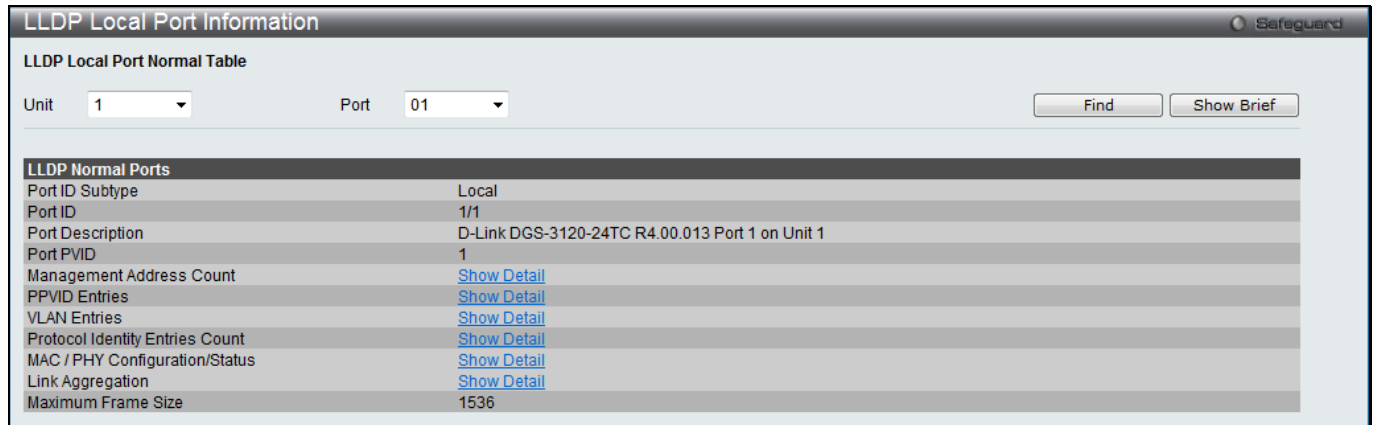 LLDP Local Port Information Safeguard
LLDP Local Port Normal Table
Unit 1 Port 01 Find Show Brief
LLDP Normal Ports
Port ID Subtype Local
Port ID 1/1
Port Description D-Link DGS-3120-24TC R4.00.013 Port 1 on Unit 1
Port PVID 1
Management Address Count Show Detail
PPVID Entries Show Detail
VLAN Entries Show Detail
Protocol Identity Entries Count Show Detail
MAC / PHY Configuration/Status Show Detail
Link Aggregation Show Detail
Maximum Frame Size 1536